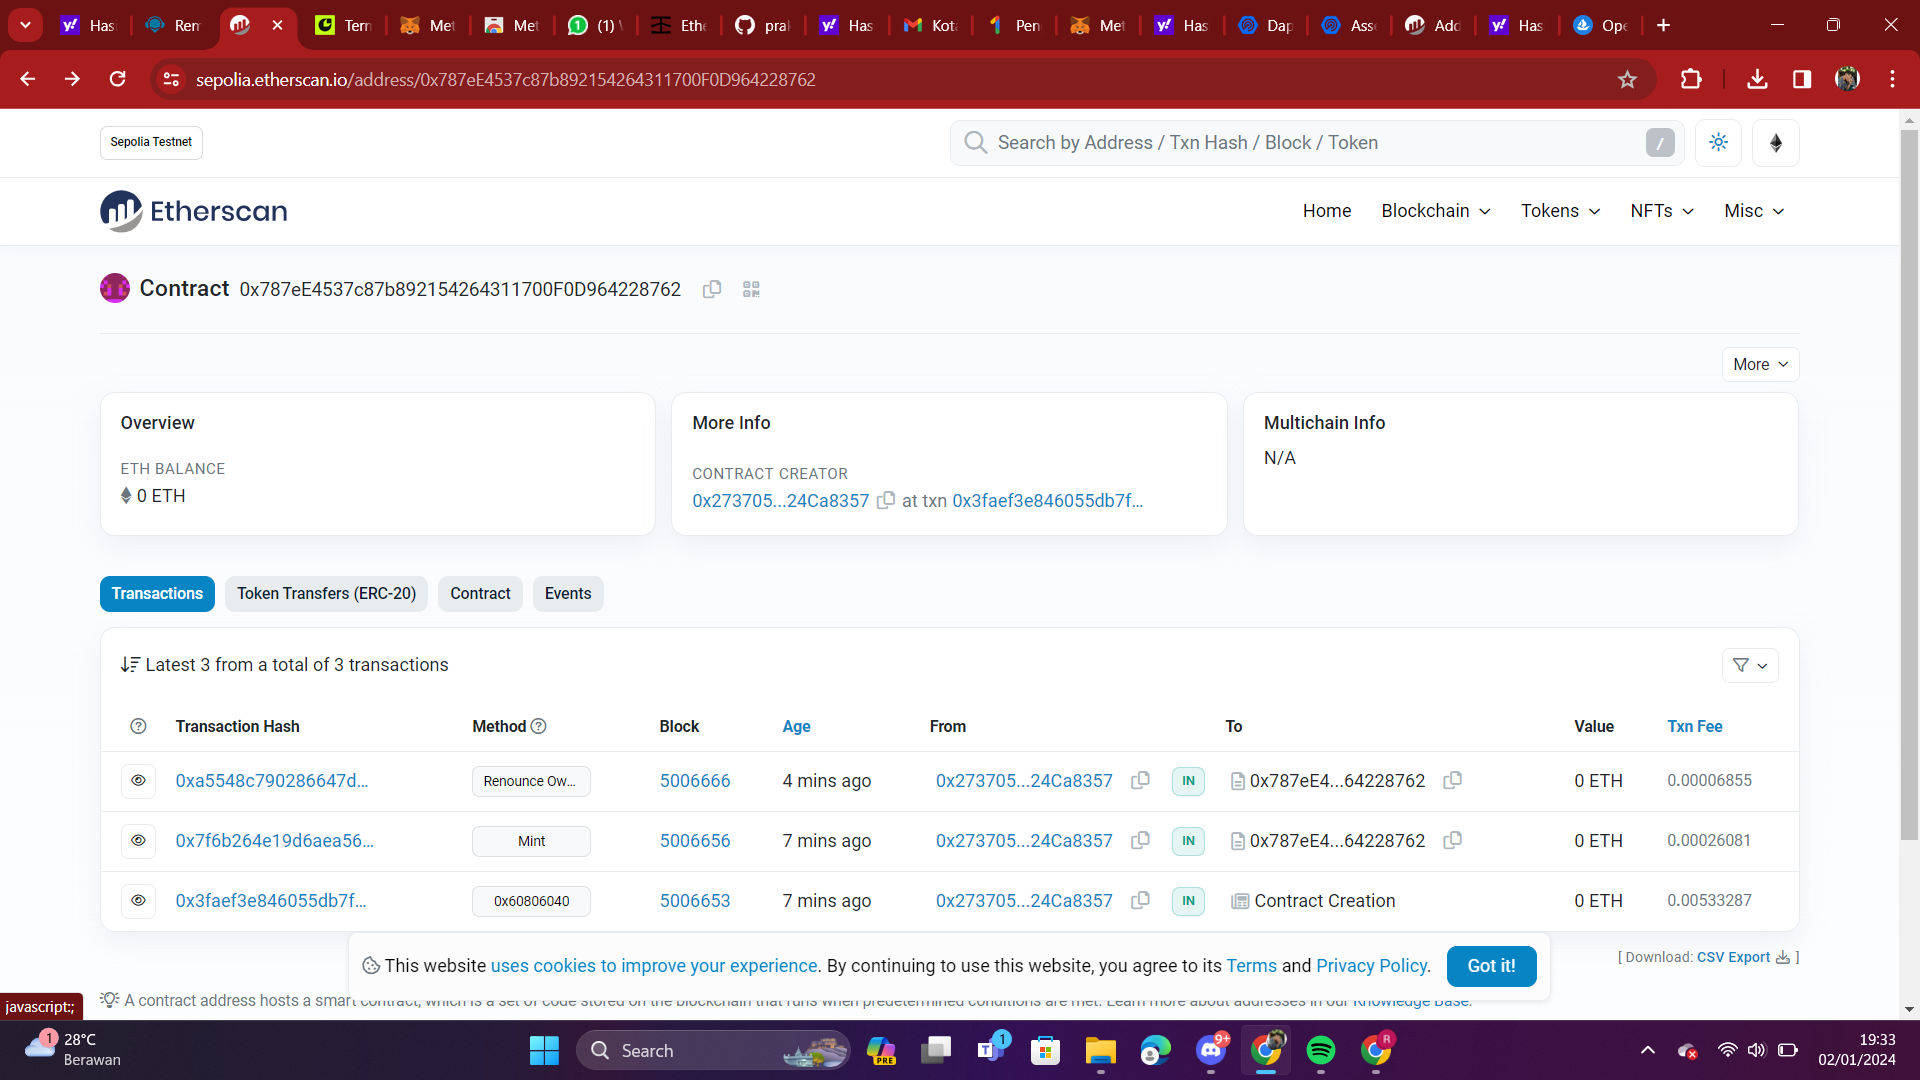 Has
Rem
Terr
Met
Met
(1)
Ethe
prak
Has
Kota
Pen
Met
Has
Dap
Asse
Add
Has
Ope
sepolia.etherscan.io/address/0x787eE4537c87b892154264311700F0D964228762
Sepolia Testnet
Search by Address / Txn Hash / Block / Token
/
Etherscan
Home Blockchain Tokens NFTs Misc
Contract 0x787eE4537c87b892154264311700F0D964228762
More
Overview
ETH BALANCE
0 ETH
More Info
CONTRACT CREATOR
0x273705...24Ca8357 at txn 0x3faef3e846055db7f...
Multichain Info
N/A
Transactions Token Transfers (ERC-20) Contract Events
Latest 3 from a total of 3 transactions
Transaction Hash Method Block Age From To Value Txn Fee
0xa5548c790286647d... Renounce Ow... 5006666 4 mins ago 0x273705...24Ca8357 IN 0x787eE4...64228762 0 ETH 0.00006855
0x7f6b264e19d6aea56... Mint 5006656 7 mins ago 0x273705...24Ca8357 IN 0x787eE4...64228762 0 ETH 0.00026081
0x3faef3e846055db7f... 0x60806040 5006653 7 mins ago 0x273705...24Ca8357 IN Contract Creation 0 ETH 0.00533287
[ Download: CSV Export ]
This website uses cookies to improve your experience. By continuing to use this website, you agree to its Terms and Privacy Policy. Got it!
A contract address hosts a smart contract, which is a set of code stored on the blockchain that runs when predetermined conditions are met. Learn more about addresses in our Knowledge Base.
javascript:;
1
28°C
Berawan
Search
PRE
1
9+
R
19:33
02/01/2024